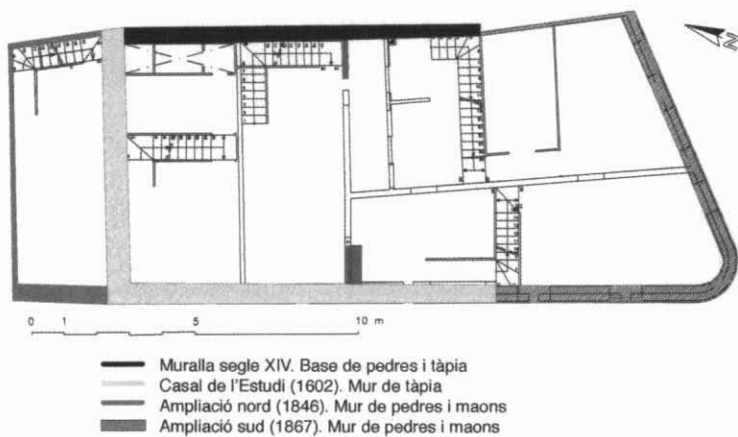 N
0 1 5 10 m
Muralla segle XIV. Base de pedres i tàpia
Casal de l'Estudi (1602). Mur de tàpia
Ampliació nord (1846). Mur de pedres i maons
Ampliació sud (1867). Mur de pedres i maons